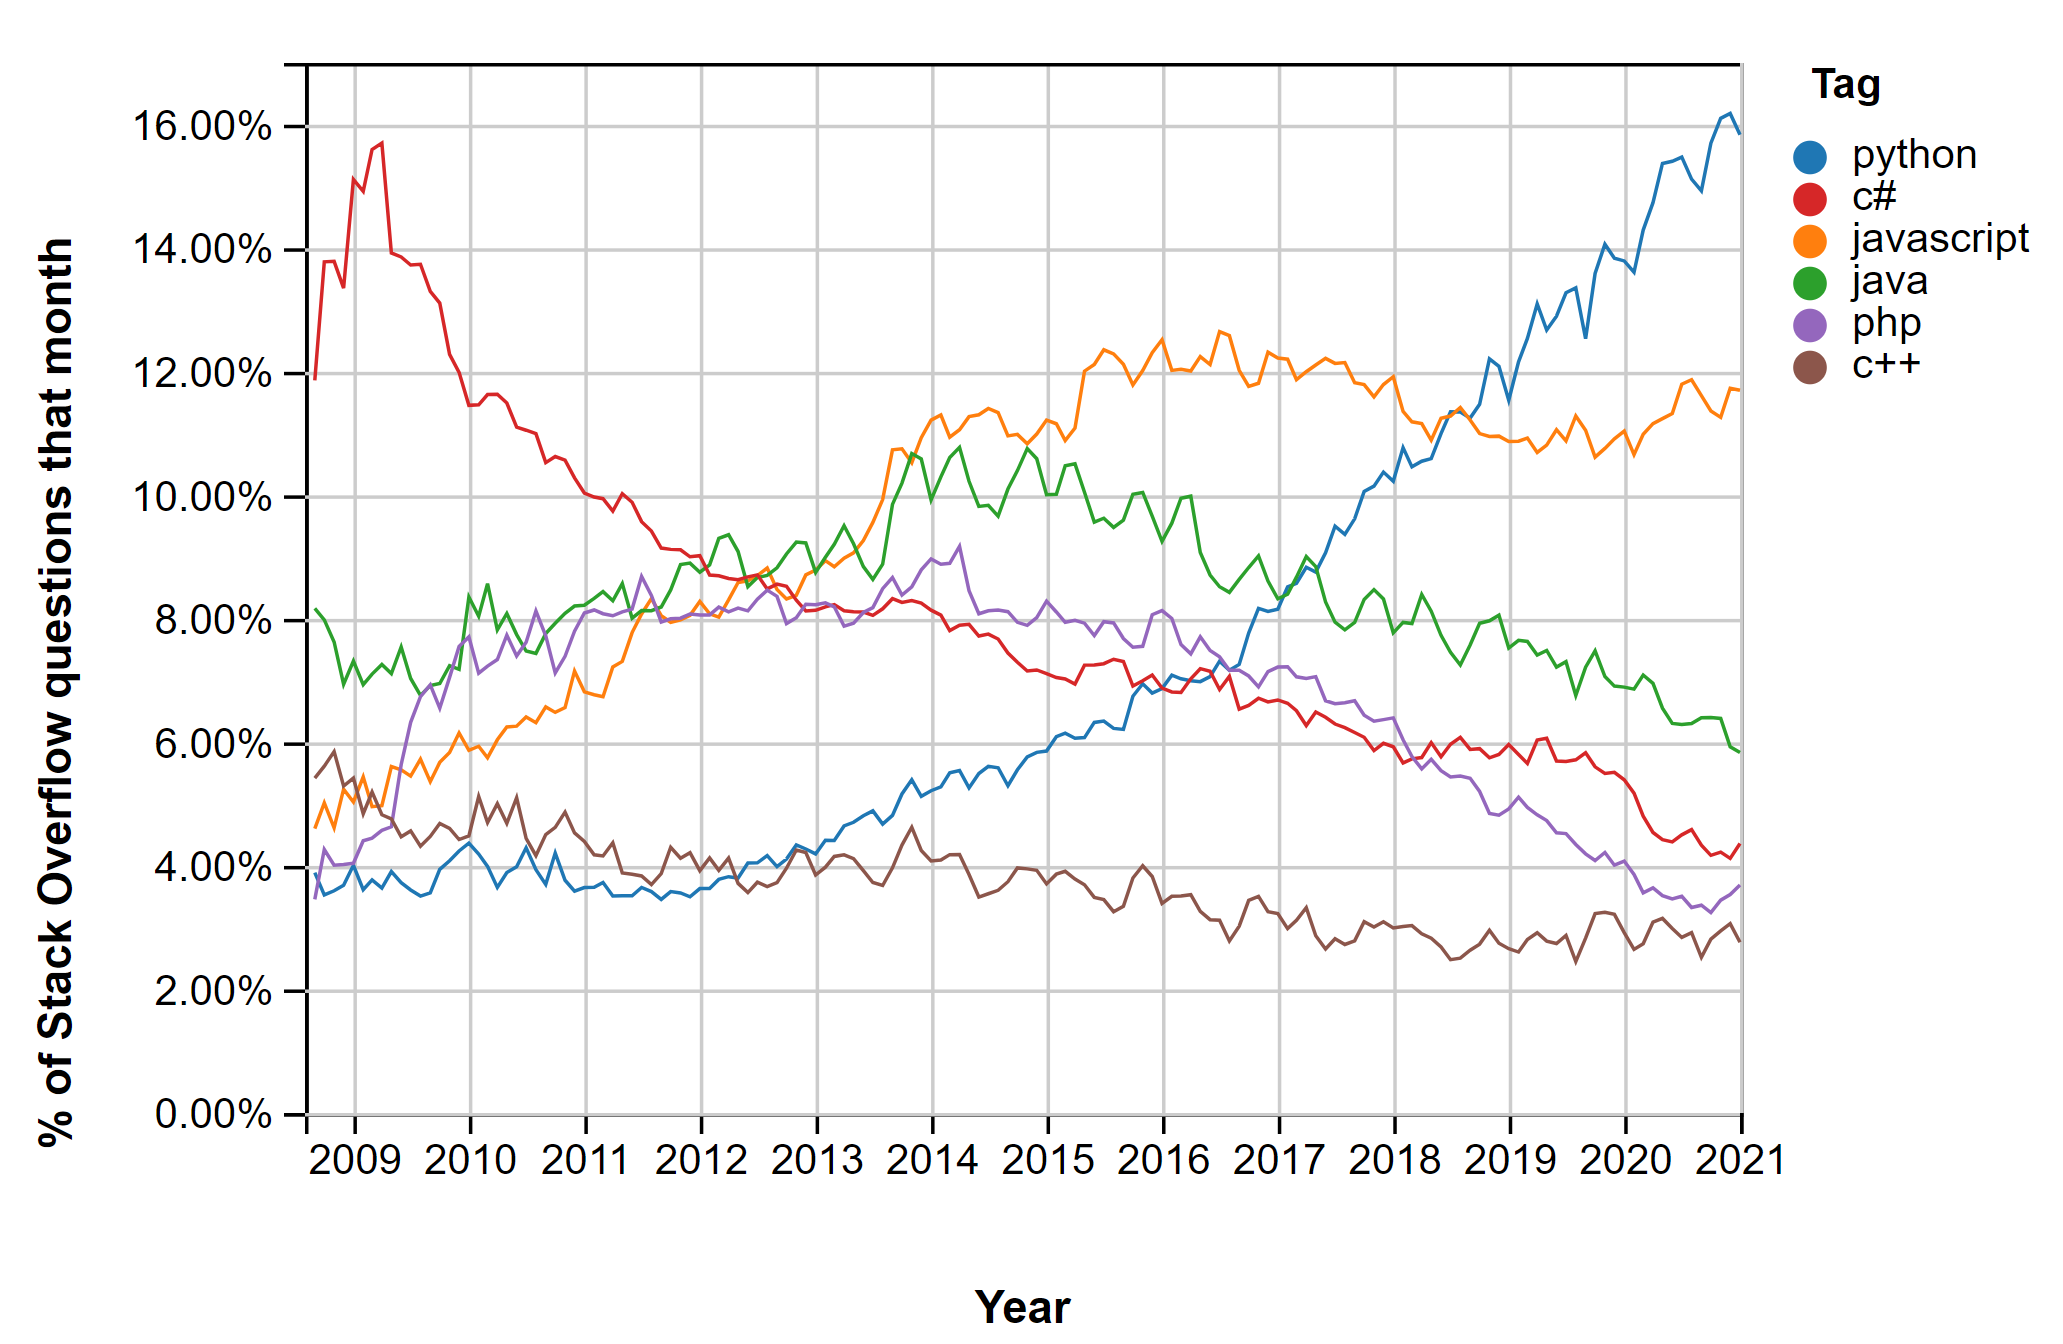 % of Stack Overflow questions that month
16.00%
14.00%
12.00%
10.00%
8.00%
6.00%
4.00%
2.00%
0.00%
2009 2010 2011 2012 2013 2014 2015 2016 2017 2018 2019 2020 2021
Year
Tag
python
c#
javascript
java
php
c++